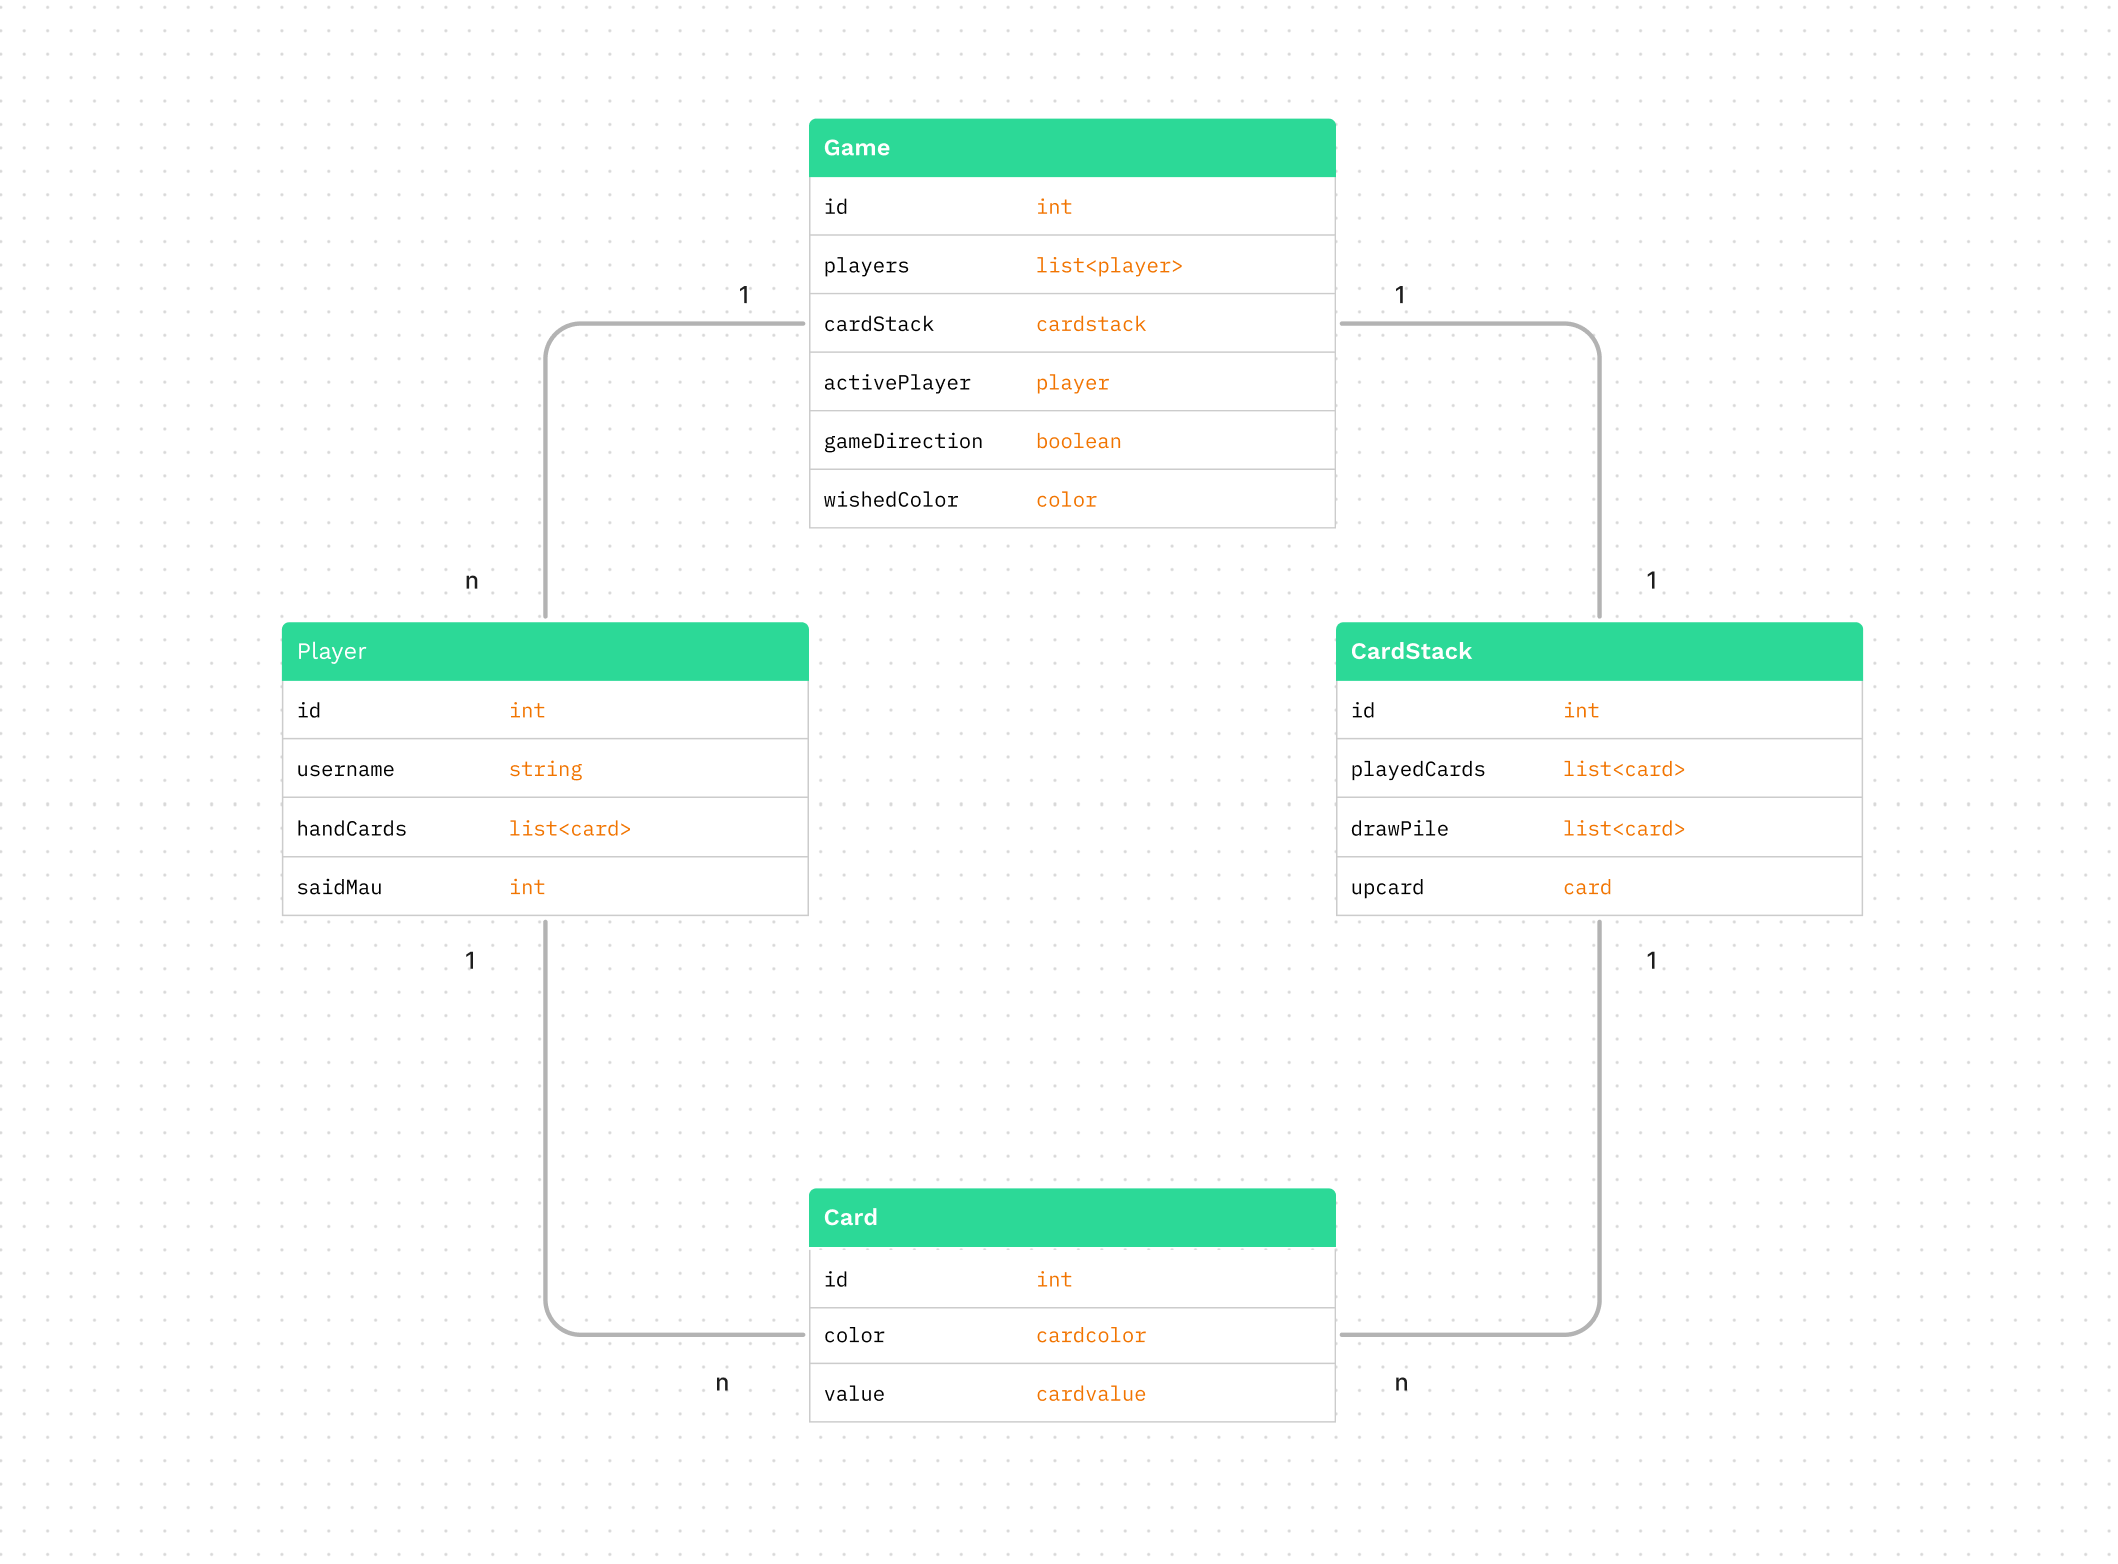 Game
id int
players list<player>
1
1
cardStack cardstack
activePlayer player
gameDirection boolean
wishedColor color
n
1
Player
id int
username string
handCards list<card>
saidMau int
CardStack
id int
playedCards list<card>
drawPile list<card>
upcard card
1
1
Card
id int
color cardcolor
value cardvalue
n
n